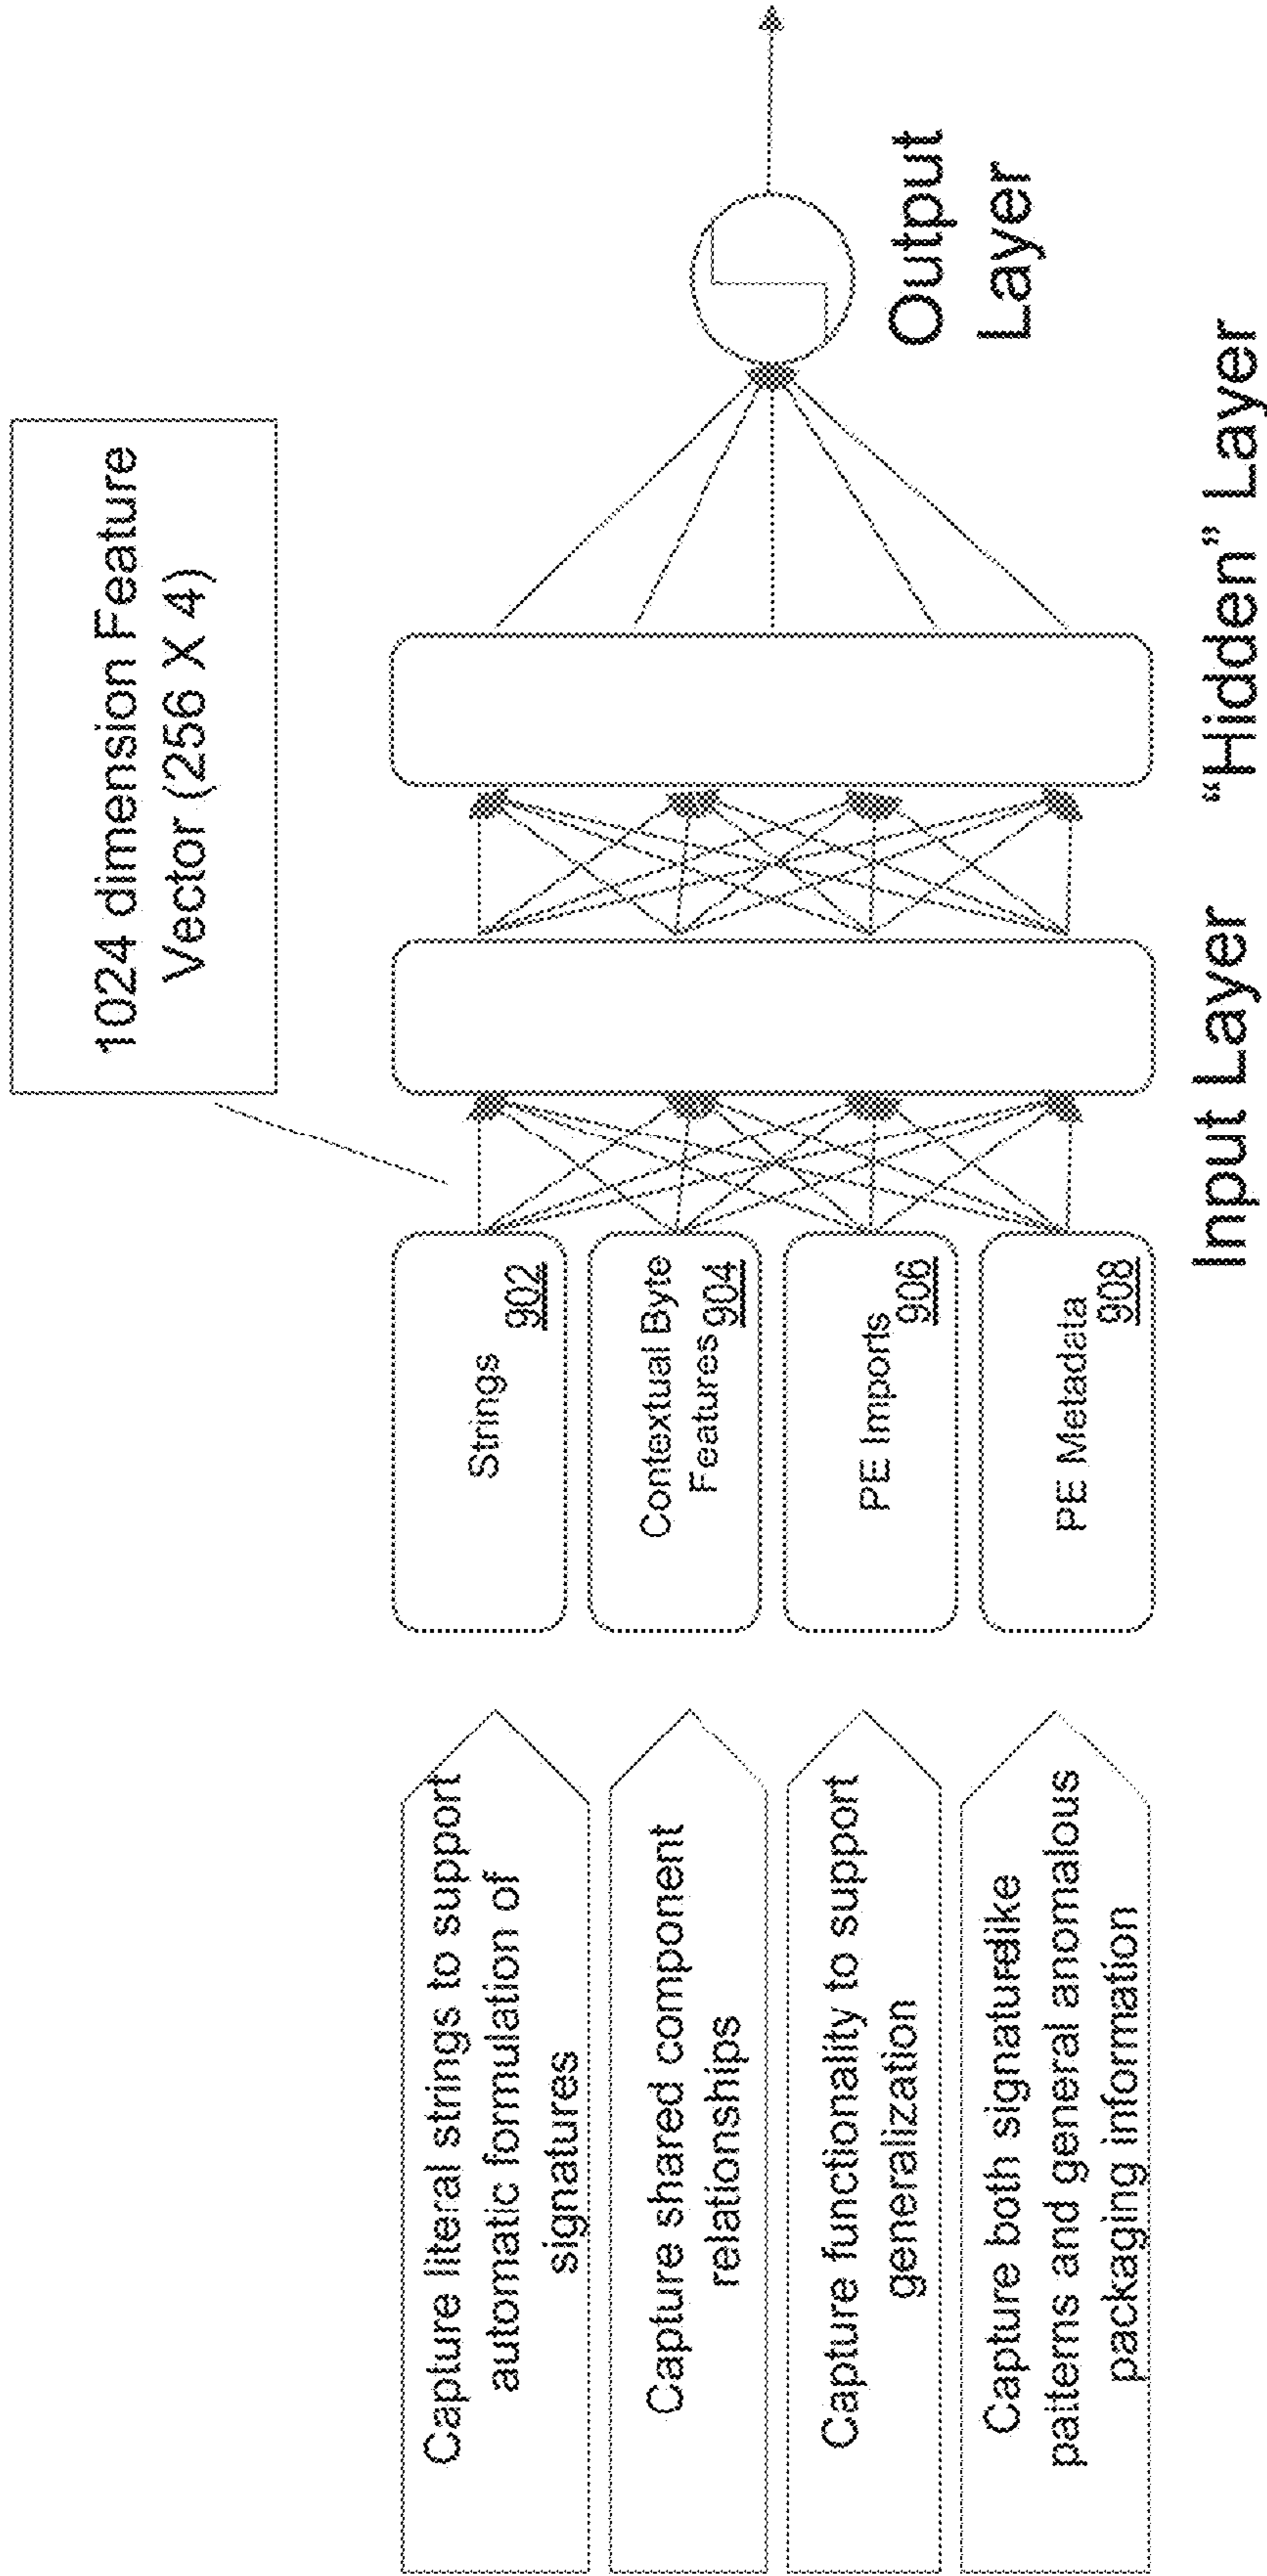 1024 dimension Feature
Vector (256 X 4)
Capture literal strings to support
automatic formulation of
signatures
Strings
902
Capture shared component
relationships
Contextual Byte
Features 904
Capture functionality to support
generalization
PE Imports
906
Capture both signaturelike
patterns and general anomalous
packaging information
PE Metadata
908
Output
Layer
Input Layer
“Hidden” Layer